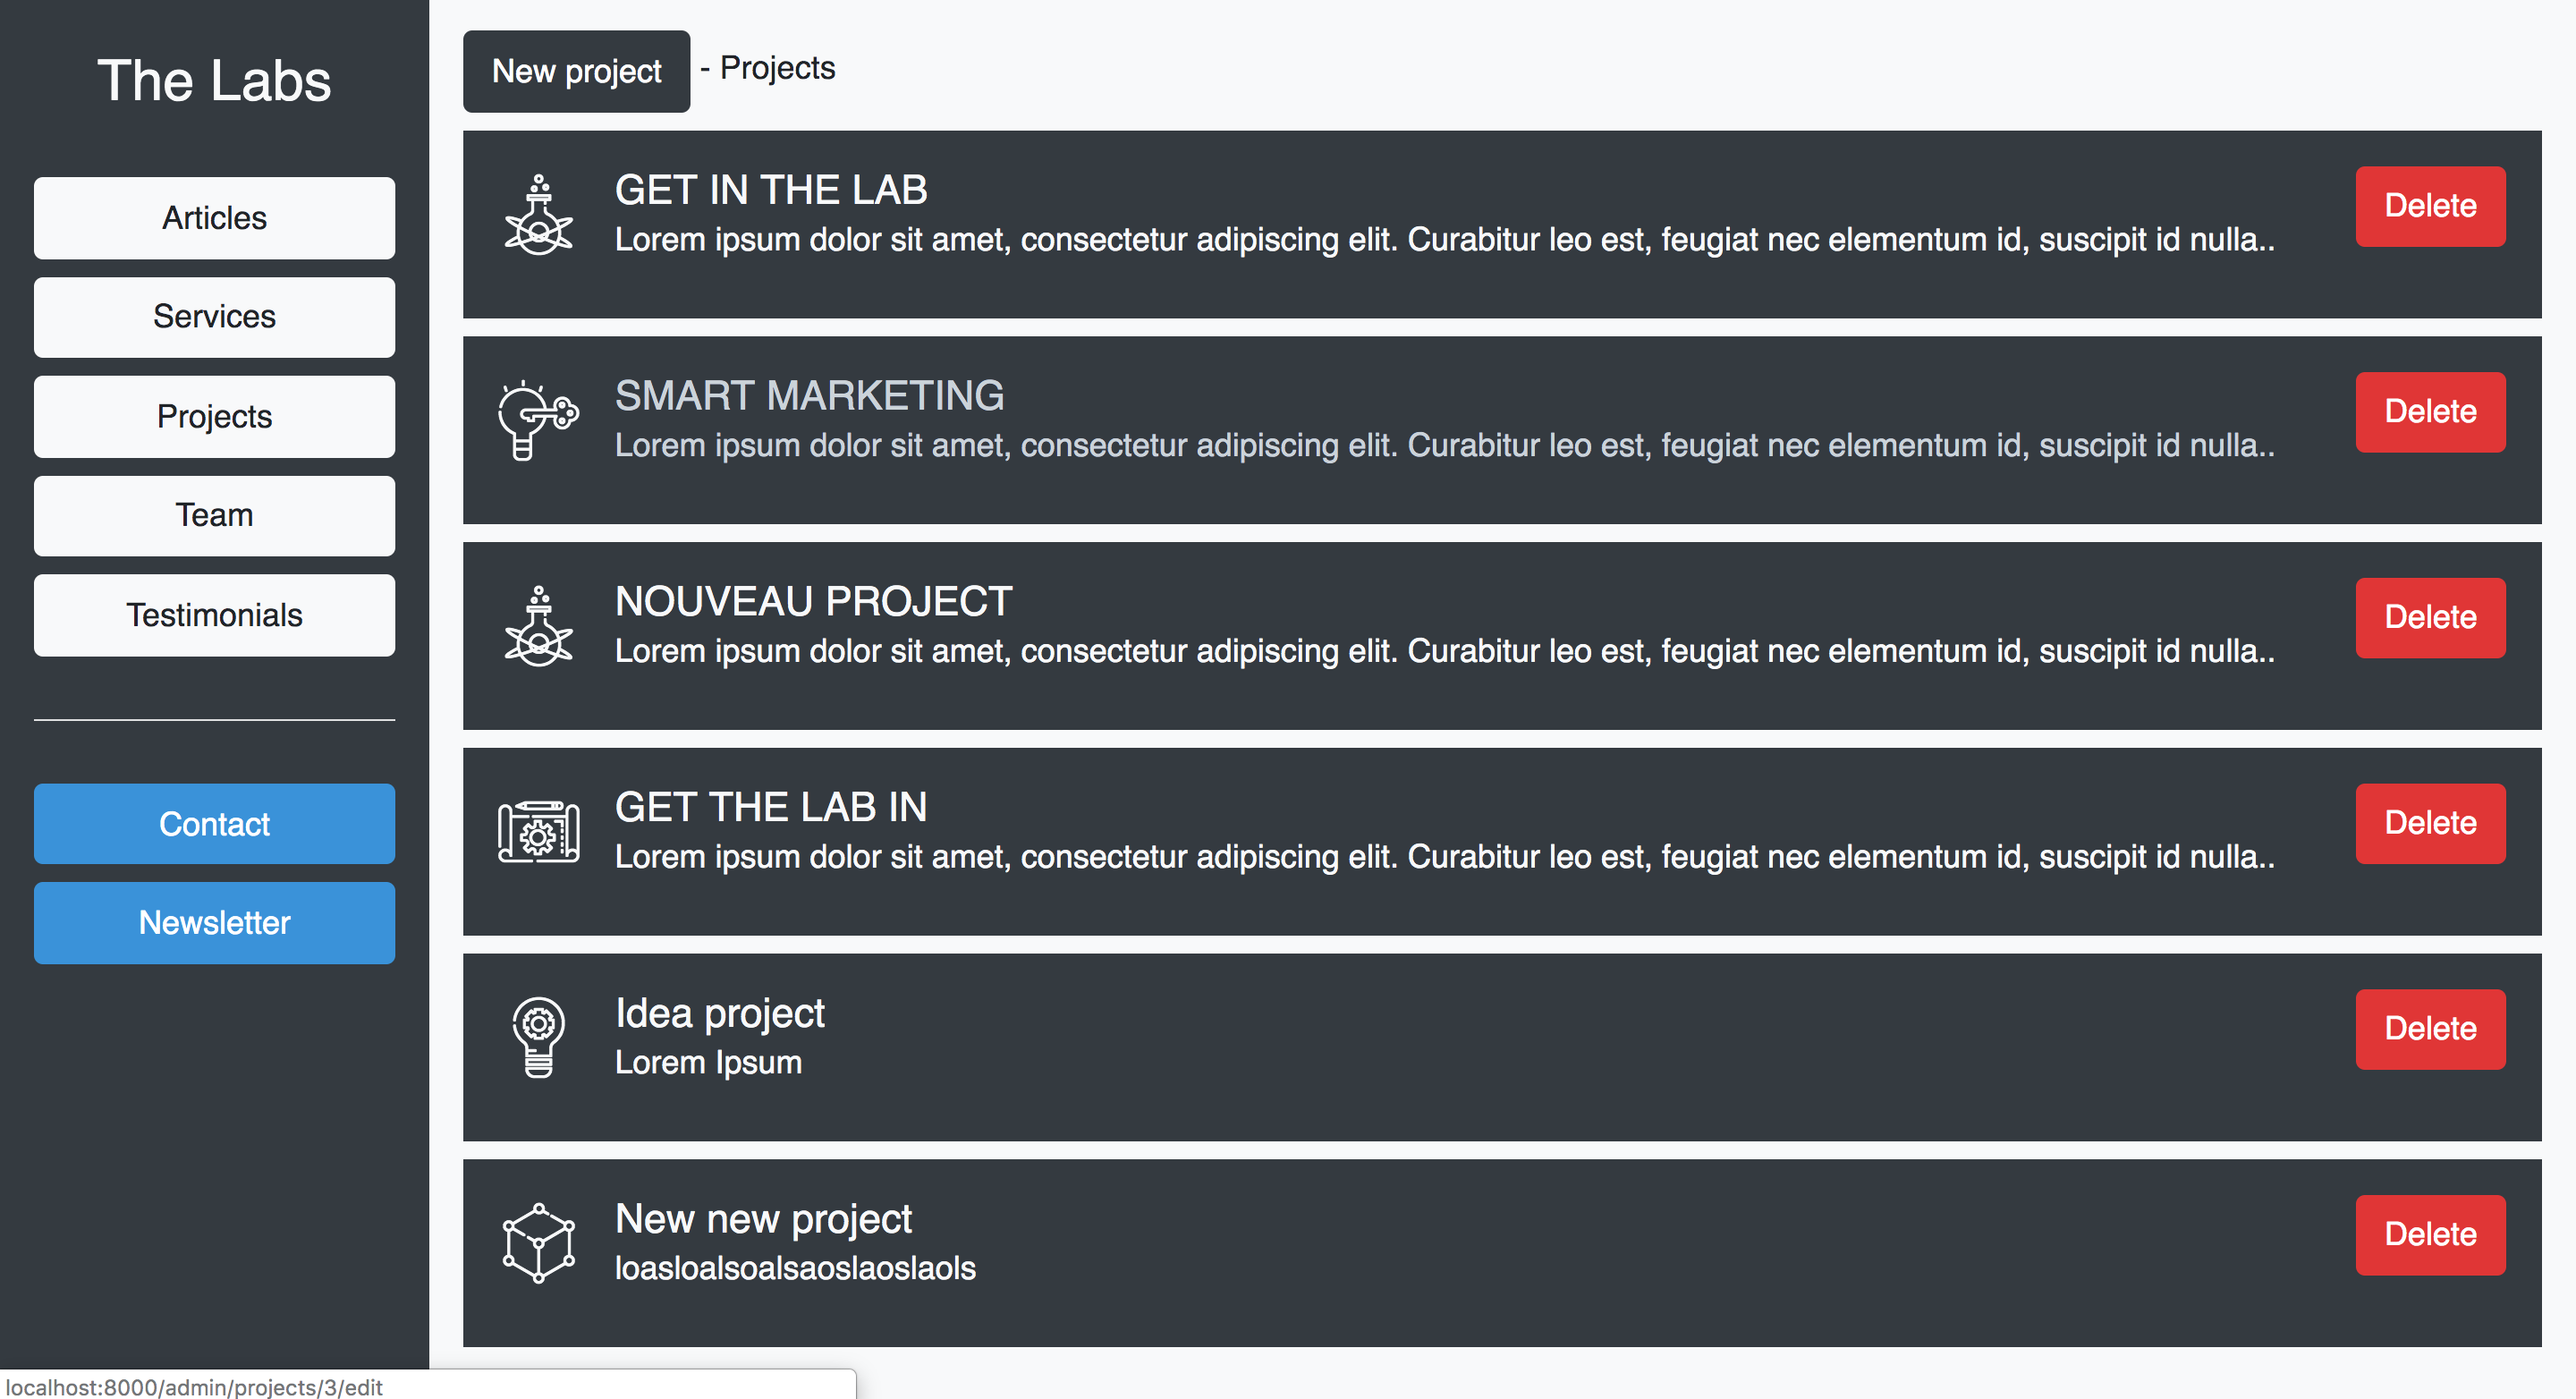 The Labs
Articles
Services
Projects
Team
Testimonials
Contact
Newsletter
New project - Projects
GET IN THE LAB
Lorem ipsum dolor sit amet, consectetur adipiscing elit. Curabitur leo est, feugiat nec elementum id, suscipit id nulla..
Delete
SMART MARKETING
Lorem ipsum dolor sit amet, consectetur adipiscing elit. Curabitur leo est, feugiat nec elementum id, suscipit id nulla..
Delete
NOUVEAU PROJECT
Lorem ipsum dolor sit amet, consectetur adipiscing elit. Curabitur leo est, feugiat nec elementum id, suscipit id nulla..
Delete
GET THE LAB IN
Lorem ipsum dolor sit amet, consectetur adipiscing elit. Curabitur leo est, feugiat nec elementum id, suscipit id nulla..
Delete
Idea project
Lorem Ipsum
Delete
New new project
loasloalsoalsaoslaoslaols
Delete
localhost:8000/admin/projects/3/edit